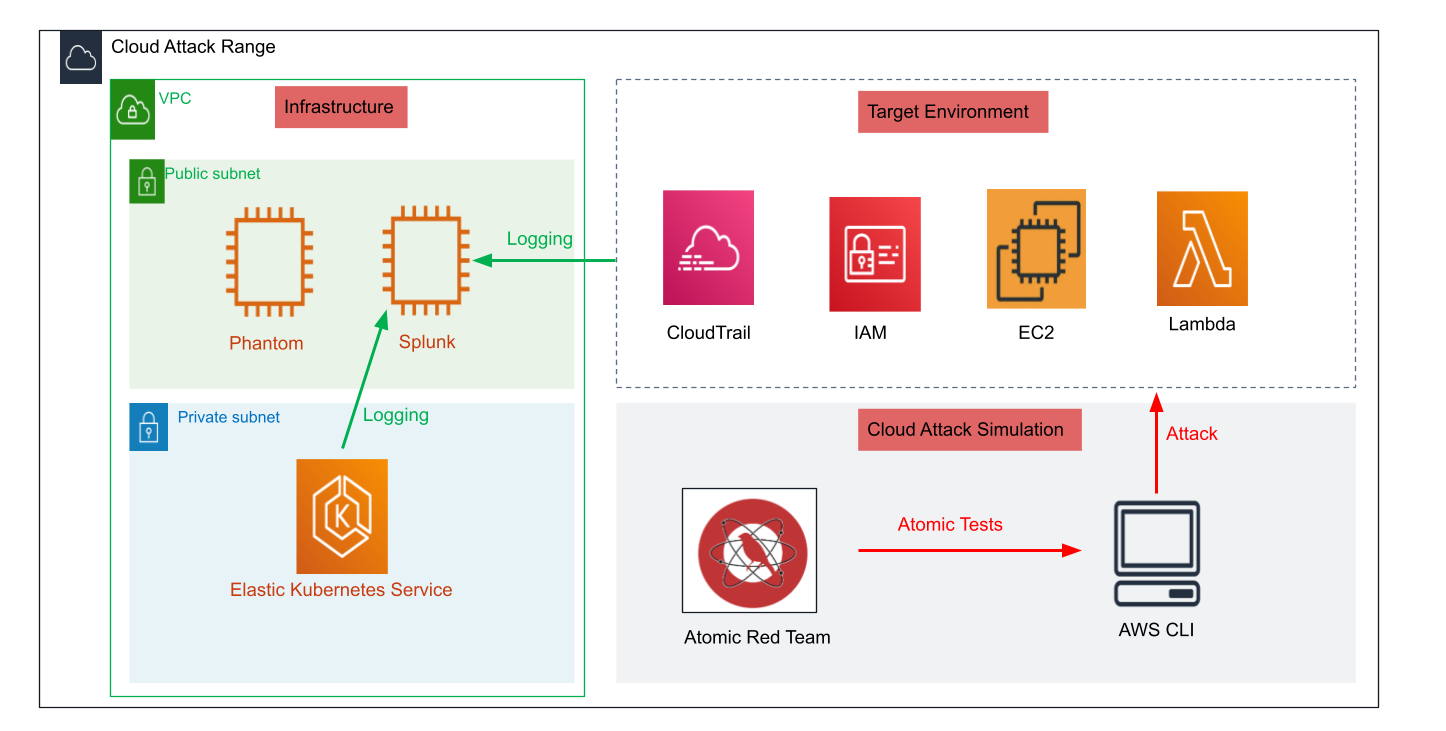 Cloud Attack Range
VPC
Infrastructure
Public subnet
Phantom
Splunk
Logging
Private subnet
Logging
K
Elastic Kubernetes Service
Target Environment
CloudTrail
IAM
EC2
Lambda
Cloud Attack Simulation
Attack
Atomic Tests
Atomic Red Team
AWS CLI